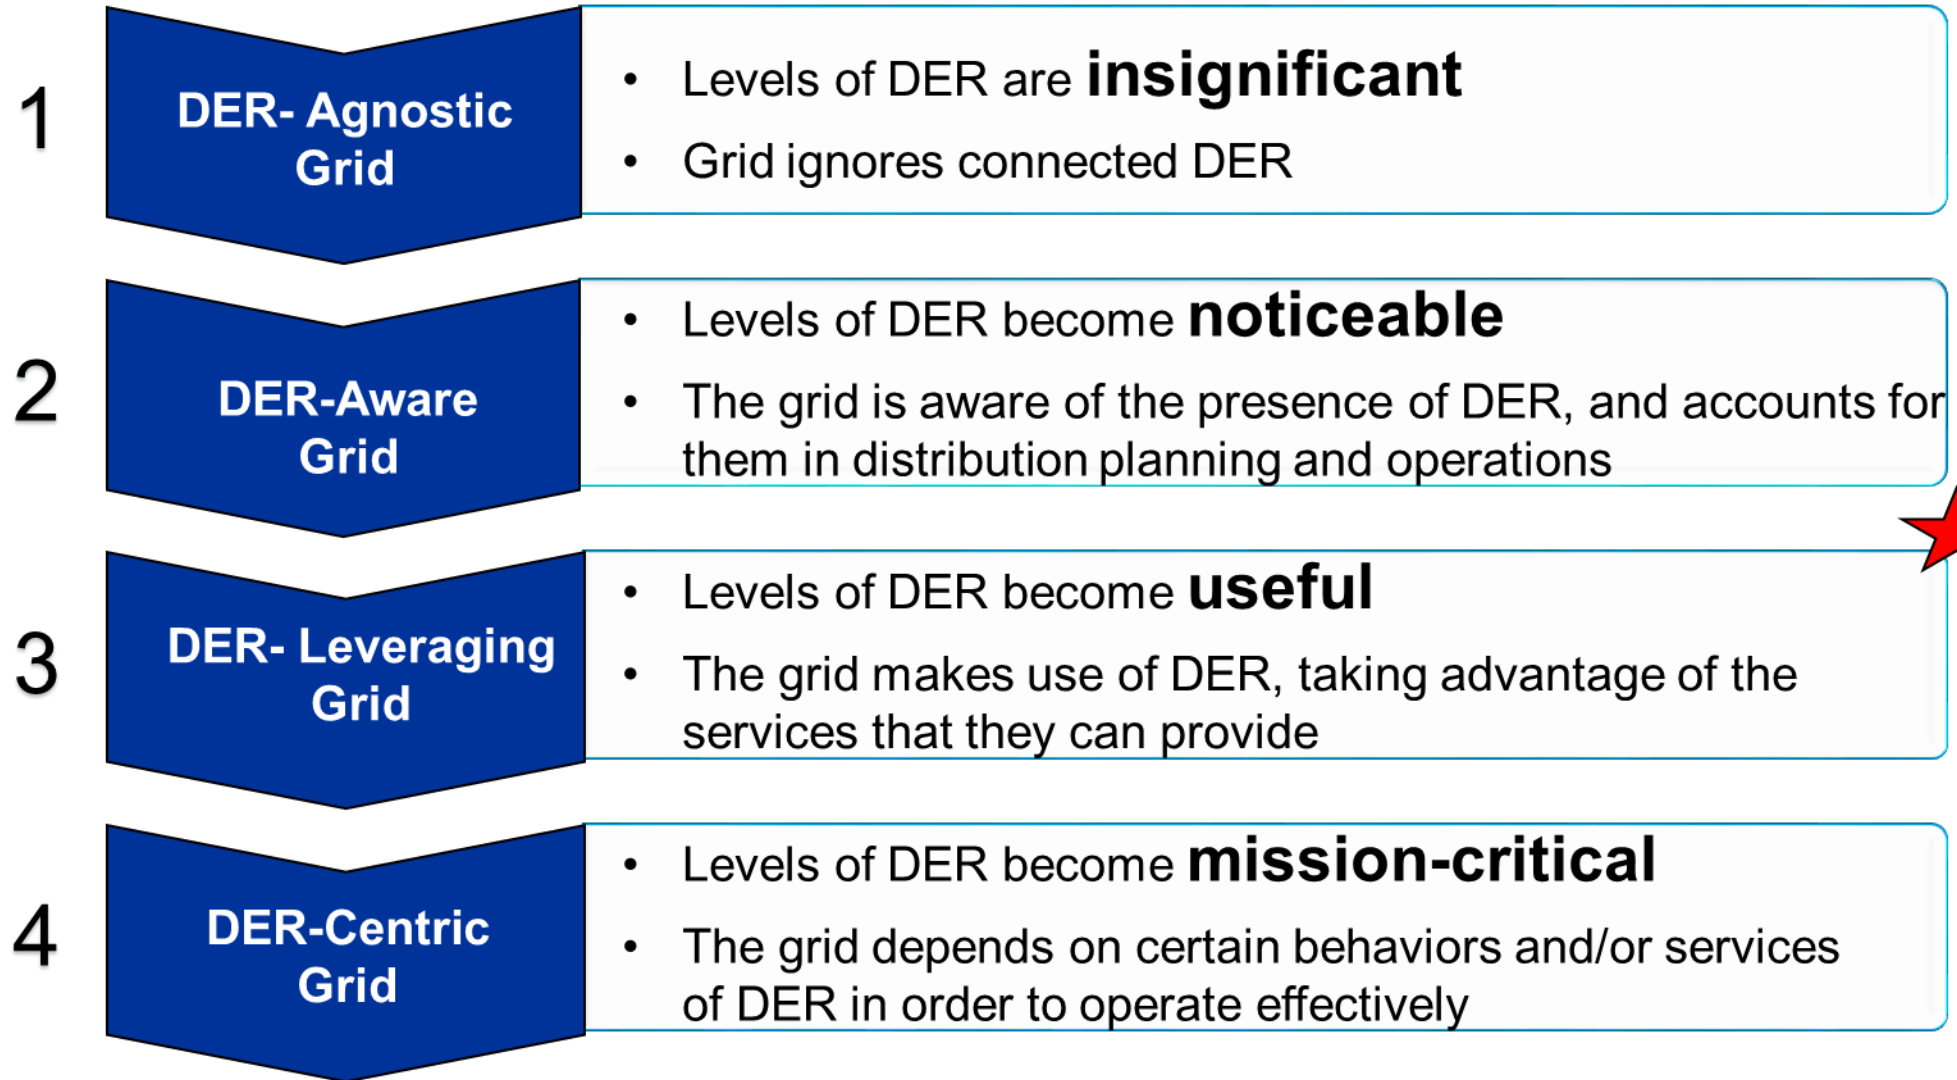 1
DER- Agnostic
Grid
• Levels of DER are insignificant
• Grid ignores connected DER
2
DER-Aware
Grid
• Levels of DER become noticeable
• The grid is aware of the presence of DER, and accounts for
them in distribution planning and operations
3
DER- Leveraging
Grid
• Levels of DER become useful
• The grid makes use of DER, taking advantage of the
services that they can provide
4
DER-Centric
Grid
• Levels of DER become mission-critical
• The grid depends on certain behaviors and/or services
of DER in order to operate effectively